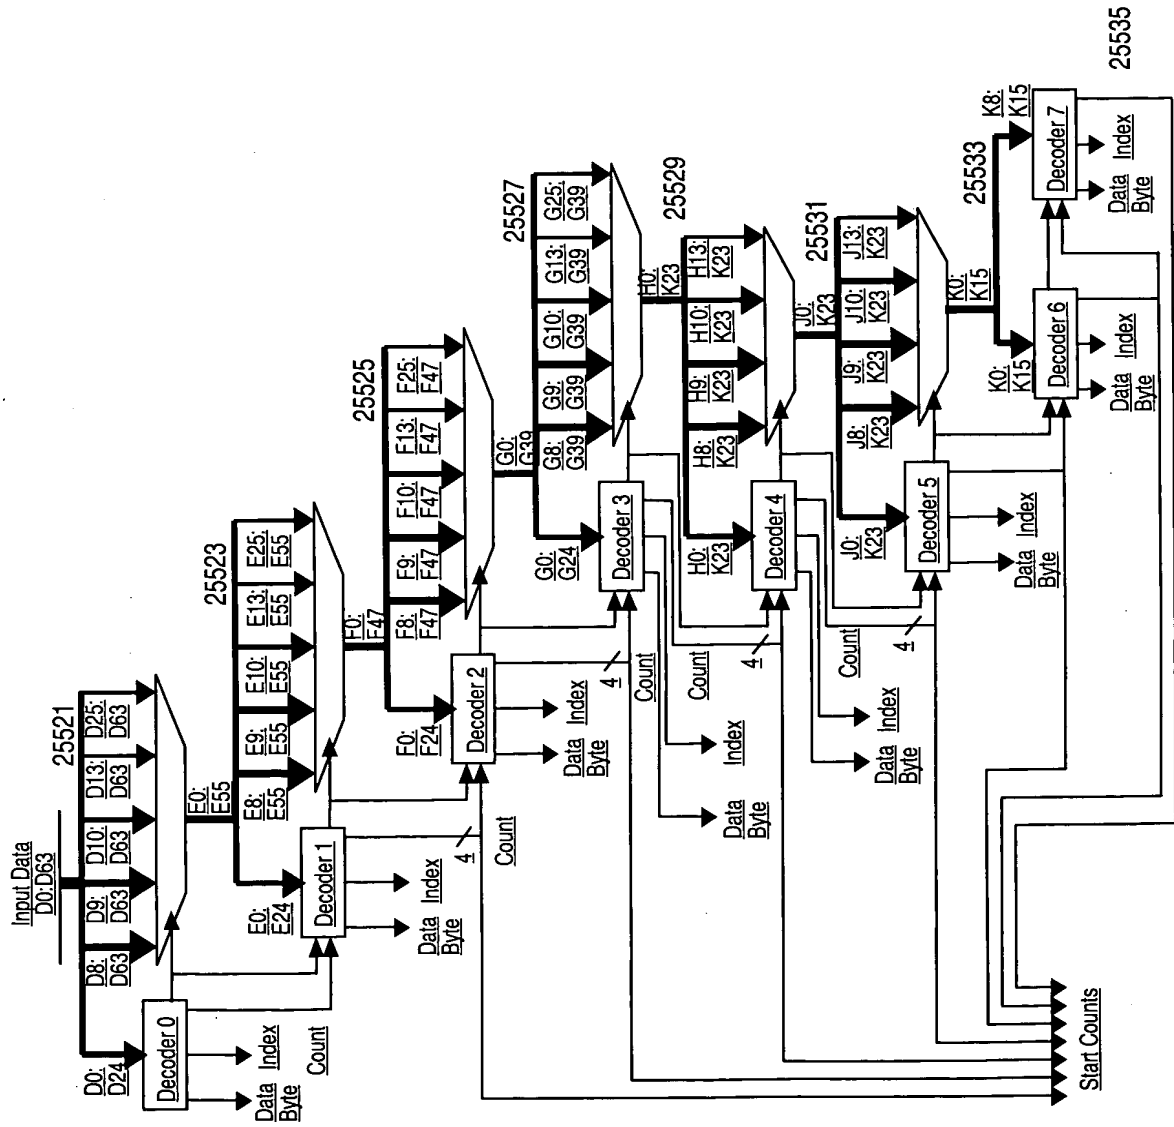 Input Data
D0:D63
25521
D0:
D24
D8:
D63
D9:
D63
D10:
D63
D13:
D63
D25:
D63
Decoder 0
Data
Byte
Index
Count
E0:
E55
25523
E0:
E24
E8:
E55
E9:
E55
E10:
E55
E13:
E55
E25:
E55
Decoder 1
Data
Byte
Index
4
Count
F0:
F47
25525
F0:
F24
F8:
F47
F9:
F47
F10:
F47
F13:
F47
F25:
F47
Decoder 2
Data
Byte
Index
4
Count
G0:
G39
25527
G0:
G24
G8:
G39
G9:
G39
G10:
G39
G13:
G39
G25:
G39
Decoder 3
Data
Byte
Index
4
Count
H0:
K23
25529
H0:
K23
H8:
K23
H9:
K23
H10:
K23
H13:
K23
Decoder 4
Data
Byte
Index
4
Count
J0:
K23
25531
J0:
K23
J8:
K23
J9:
K23
J10:
K23
J13:
K23
Decoder 5
Data
Byte
Index
K0:
K15
25533
K0:
K15
Decoder 6
Data
Byte
Index
K8:
K15
Decoder 7
Data
Byte
Index
25535
Start Counts